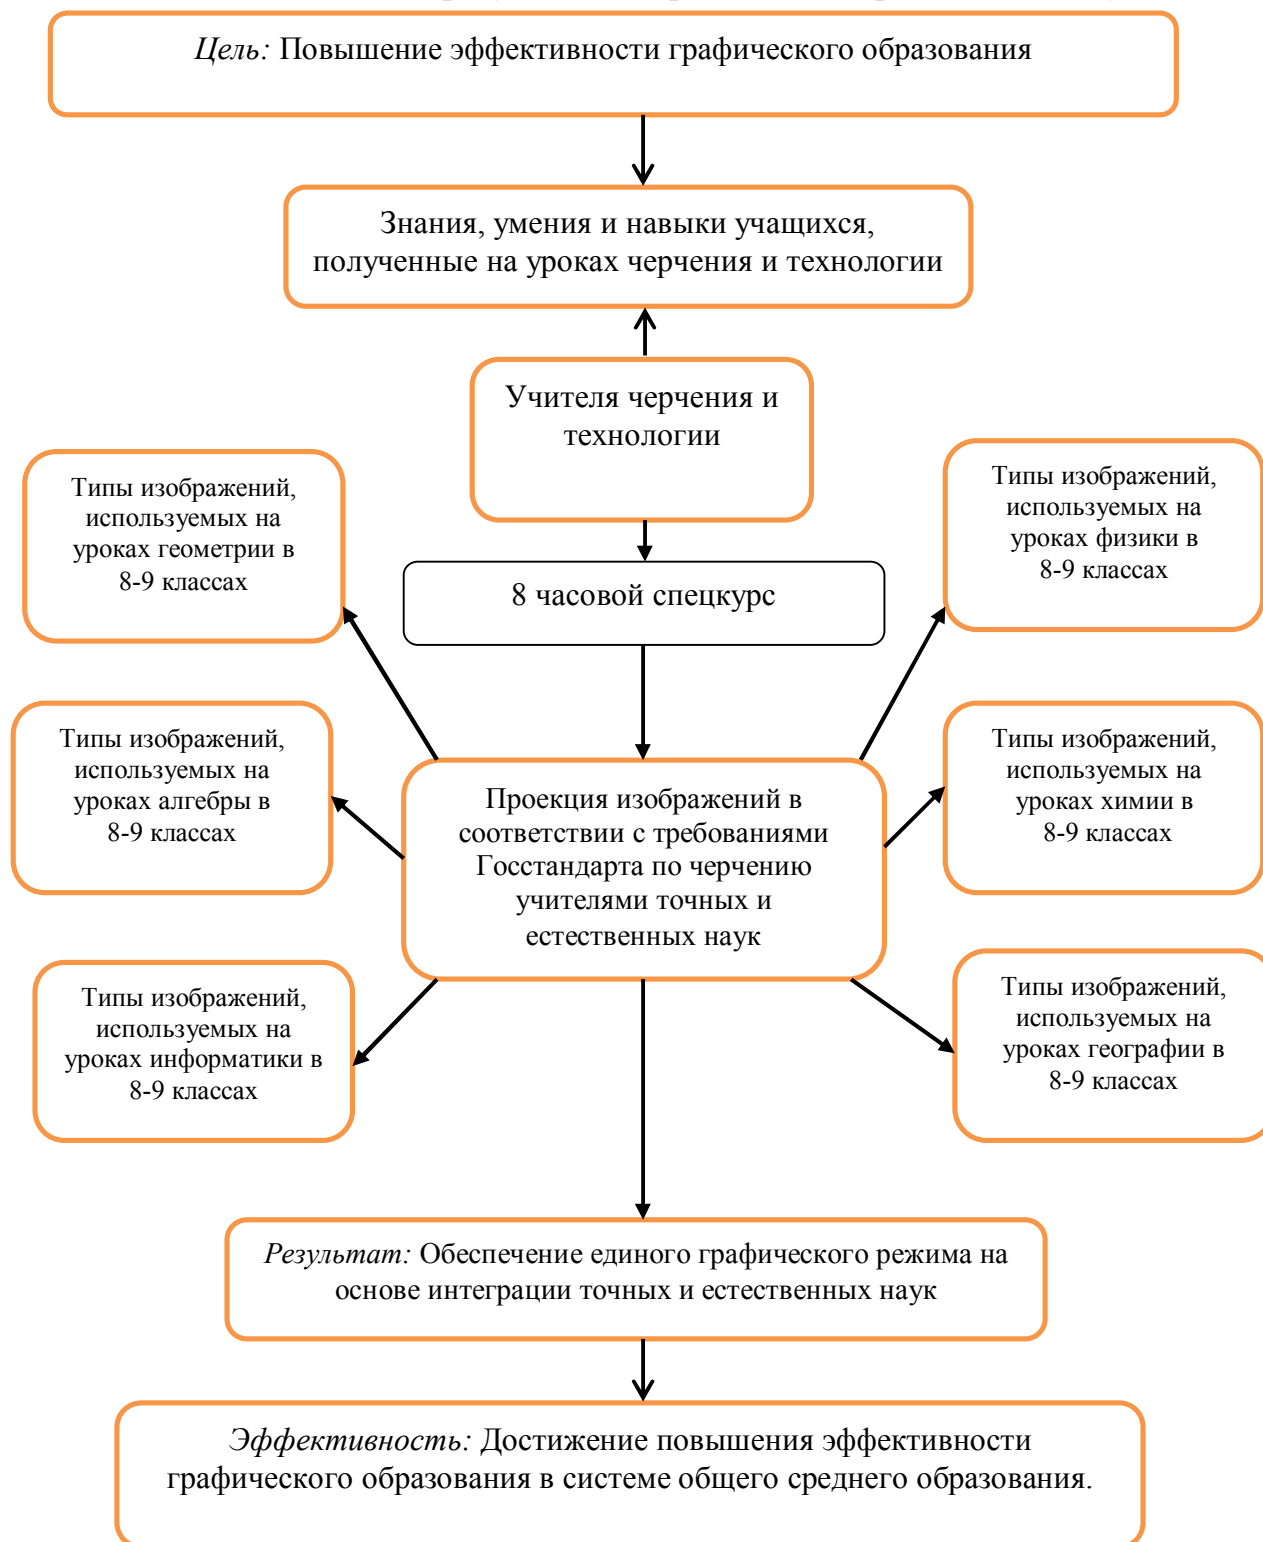 Цель: Повышение эффективности графического образования
Знания, умения и навыки учащихся,
полученные на уроках черчения и технологии
Учителя черчения и
технологии
Типы изображений,
используемых на
уроках геометрии в
8-9 классах
Типы изображений,
используемых на
уроках физики в
8-9 классах
8 часовой спецкурс
Типы изображений,
используемых на
уроках алгебры в
8-9 классах
Типы изображений,
используемых на
уроках химии в
8-9 классах
Проекция изображений в
соответствии с требованиями
Госстандарта по черчению
учителями точных и
естественных наук
Типы изображений,
используемых на
уроках информатики в
8-9 классах
Типы изображений,
используемых на
уроках географии в
8-9 классах
Результат: Обеспечение единого графического режима на
основе интеграции точных и естественных наук
Эффективность: Достижение повышения эффективности
графического образования в системе общего среднего образования.